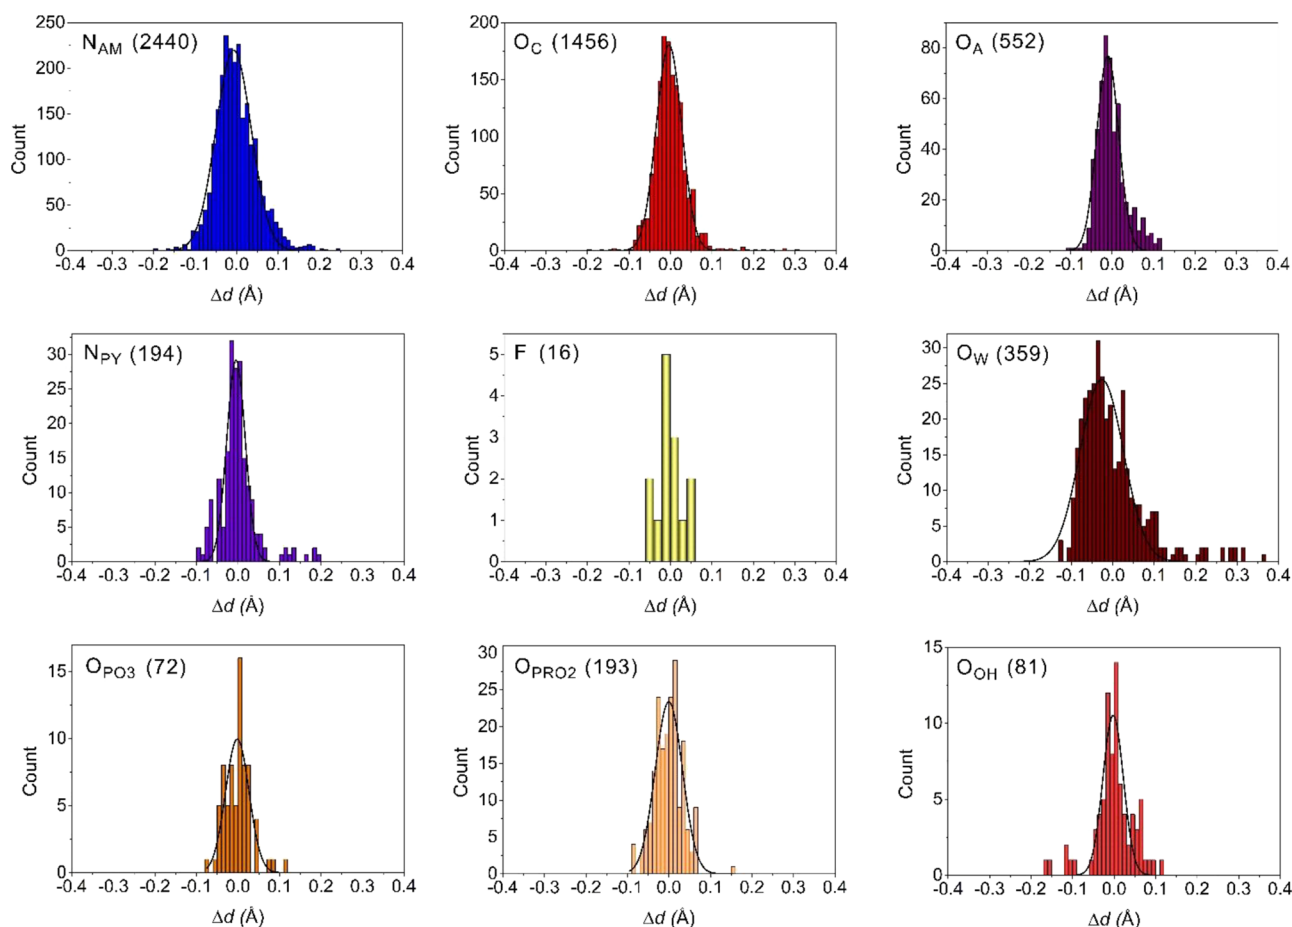 N_AM (2440)
250
200
150
100
50
0
Count
-0.4 -0.3 -0.2 -0.1 0.0 0.1 0.2 0.3 0.4
Δd (Å)
O_C (1456)
200
150
100
50
0
Count
-0.4 -0.3 -0.2 -0.1 0.0 0.1 0.2 0.3 0.4
Δd (Å)
O_A (552)
80
60
40
20
0
Count
-0.4 -0.3 -0.2 -0.1 0.0 0.1 0.2 0.3 0.4
Δd (Å)
N_PY (194)
30
25
20
15
10
5
0
Count
-0.4 -0.3 -0.2 -0.1 0.0 0.1 0.2 0.3 0.4
Δd (Å)
F (16)
5
4
3
2
1
0
Count
-0.4 -0.3 -0.2 -0.1 0.0 0.1 0.2 0.3 0.4
Δd (Å)
O_W (359)
30
25
20
15
10
5
0
Count
-0.4 -0.3 -0.2 -0.1 0.0 0.1 0.2 0.3 0.4
Δd (Å)
O_PO3 (72)
15
10
5
0
Count
-0.4 -0.3 -0.2 -0.1 0.0 0.1 0.2 0.3 0.4
Δd (Å)
O_PRO2 (193)
30
25
20
15
10
5
0
Count
-0.4 -0.3 -0.2 -0.1 0.0 0.1 0.2 0.3 0.4
Δd (Å)
O_OH (81)
15
10
5
0
Count
-0.4 -0.3 -0.2 -0.1 0.0 0.1 0.2 0.3 0.4
Δd (Å)